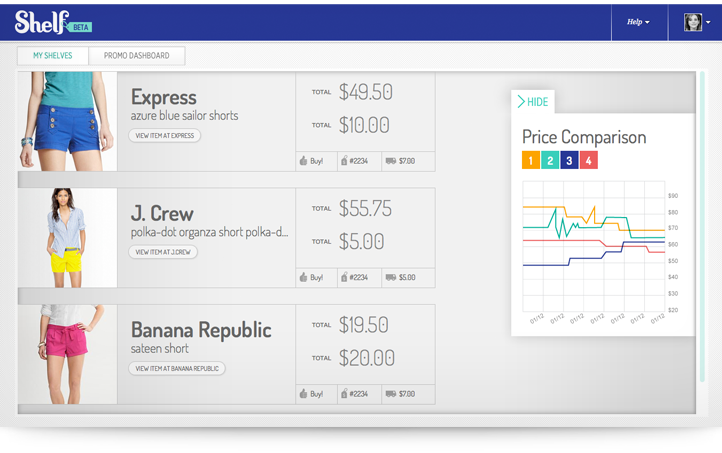 Shelf
BETA
Help
MY SHELVES
PROMO DASHBOARD
Express
azure blue sailor shorts
VIEW ITEM AT EXPRESS
TOTAL $49.50
TOTAL $10.00
Buy! #2234 $7.00
J. Crew
polka-dot organza short polka-d...
VIEW ITEM AT J.CREW
TOTAL $55.75
TOTAL $5.00
Buy! #2234 $5.00
Banana Republic
sateen short
VIEW ITEM AT BANANA REPUBLIC
TOTAL $19.50
TOTAL $20.00
Buy! #2234 $7.00
HIDE
Price Comparison
1 2 3 4
$90
$80
$70
$60
$50
$40
$30
$20
01/12 01/12 01/12 01/12 01/12 01/12 01/12